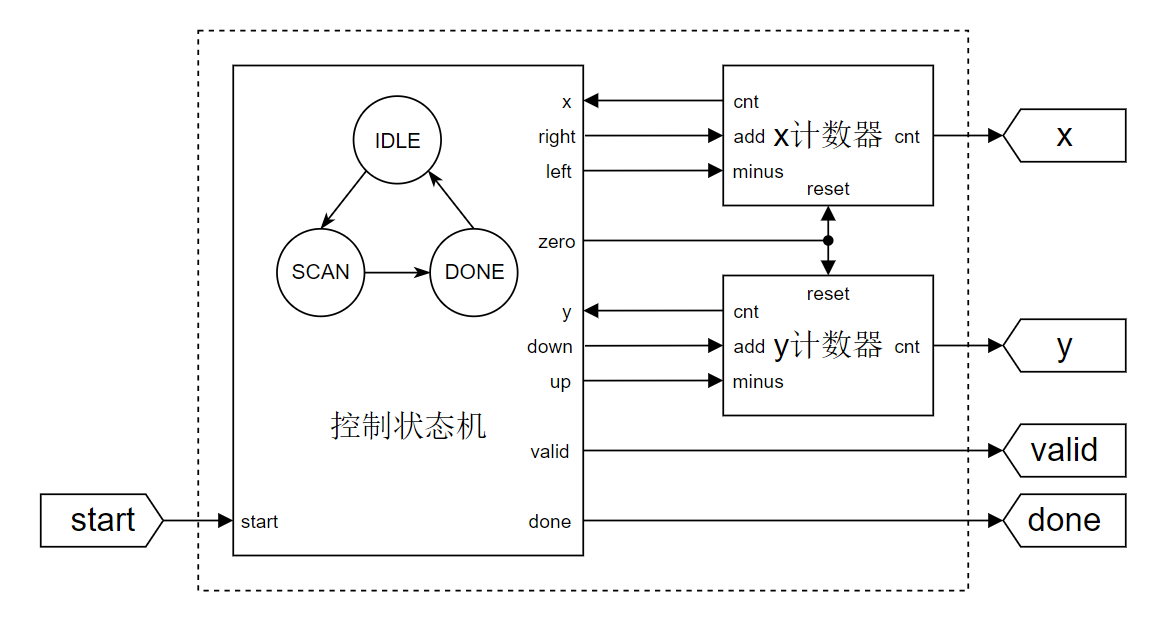 IDLE
SCAN
DONE
控制状态机
start
start
x
right
left
zero
y
down
up
valid
done
cnt
add
minus
x计数器
cnt
reset
reset
cnt
add
minus
y计数器
cnt
x
y
valid
done